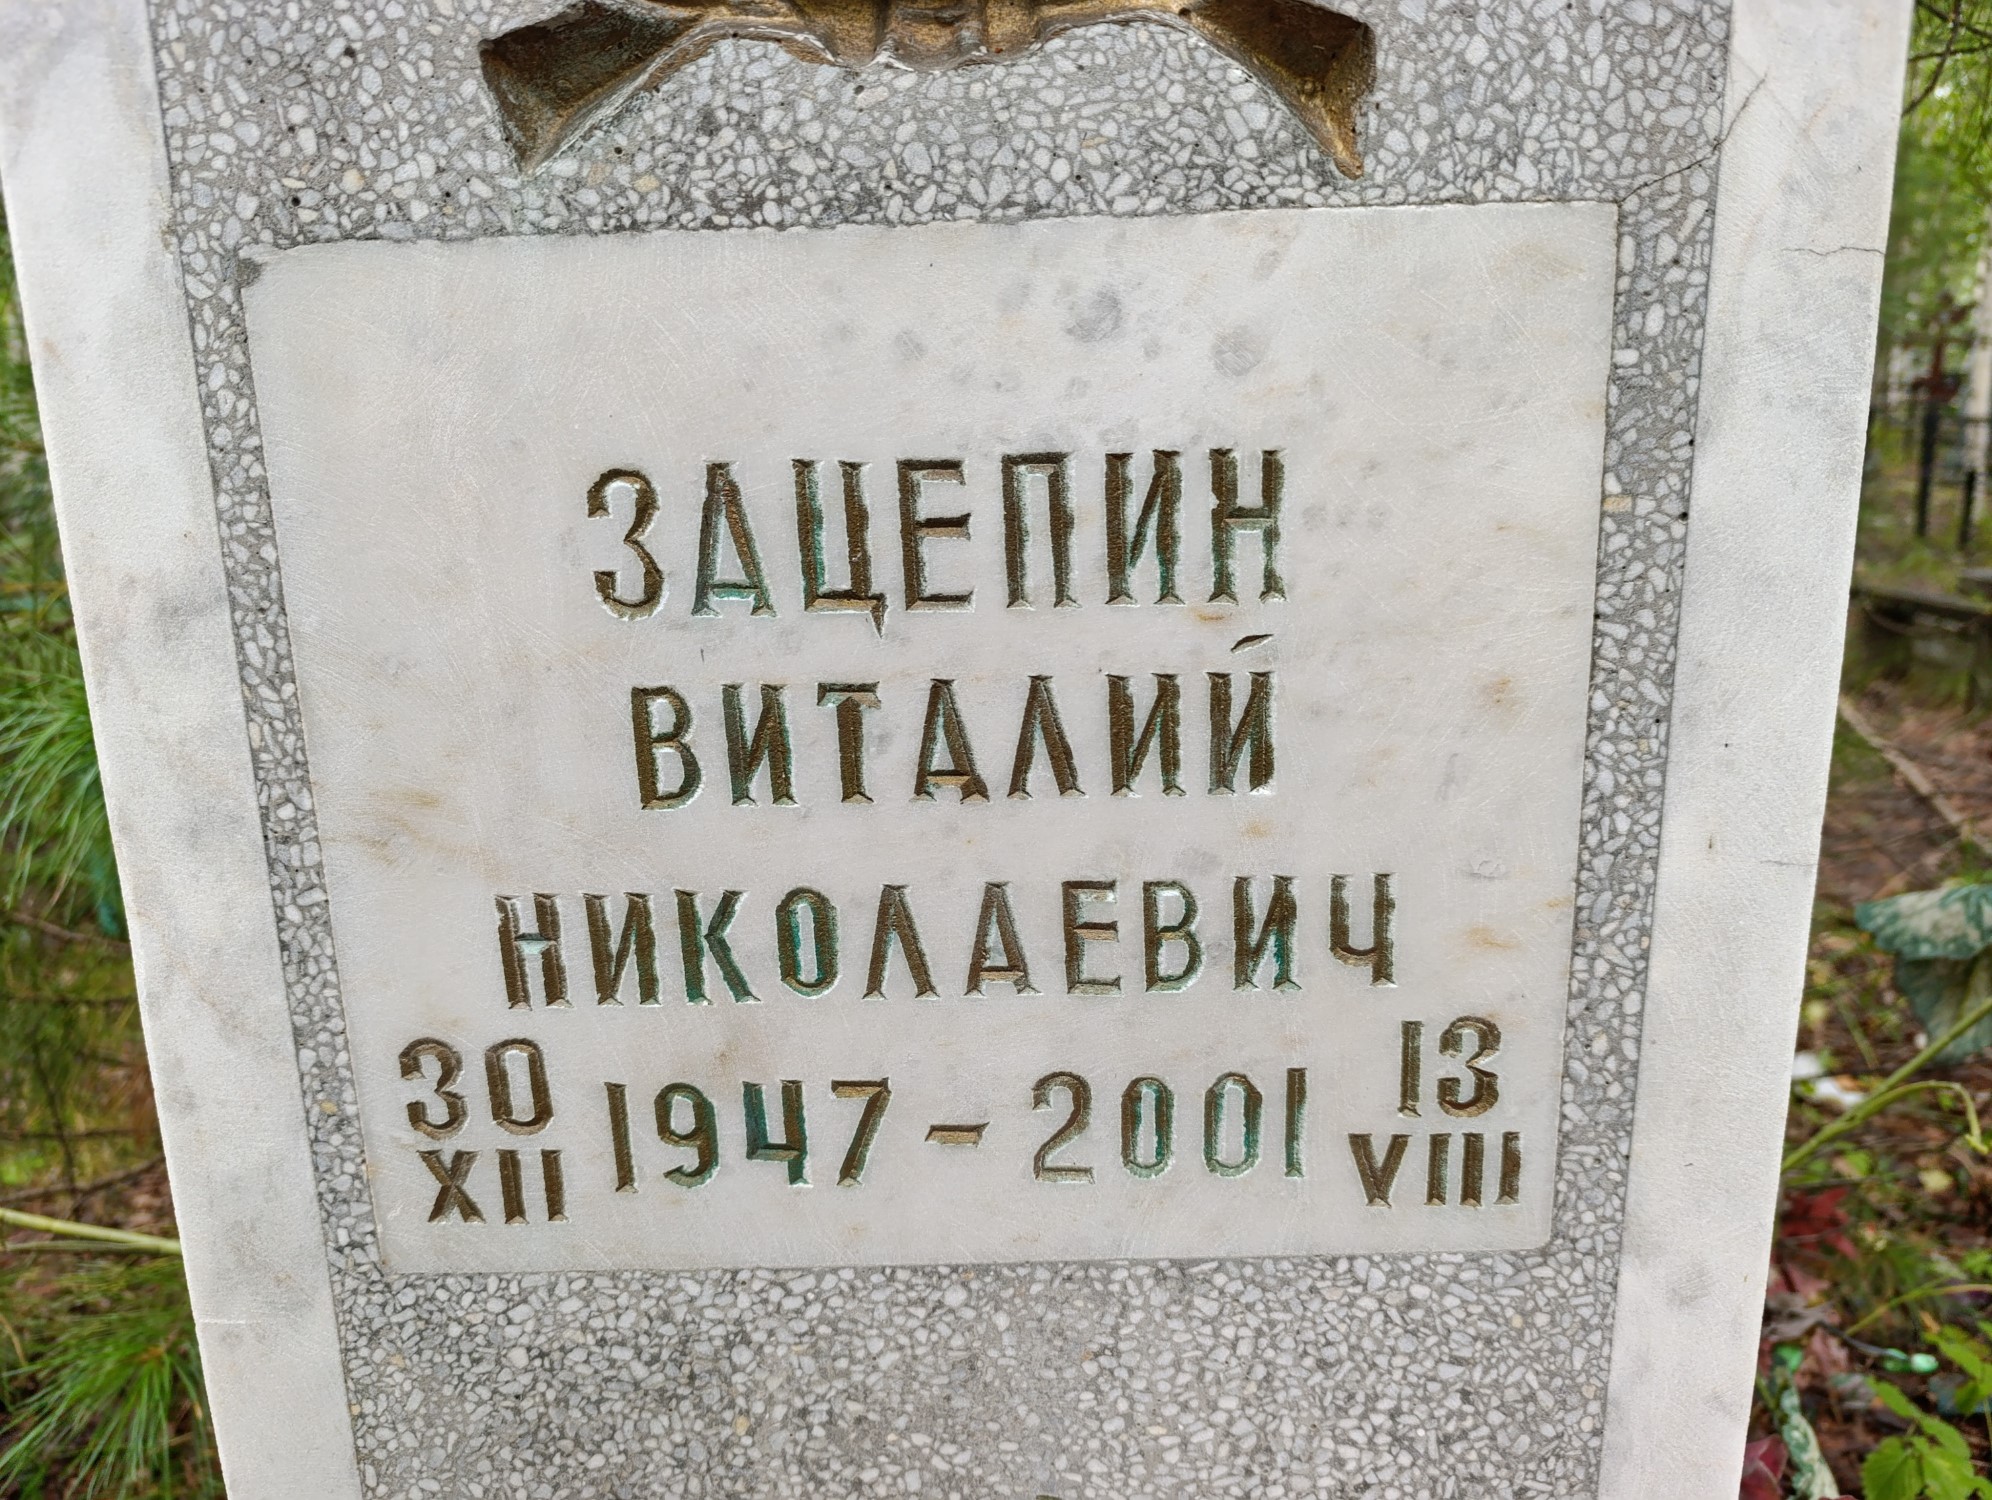 ЗАЦЕПИН
ВИТАЛИЙ
НИКОЛАЕВИЧ
30 XII 1947 - 2001 13 VIII